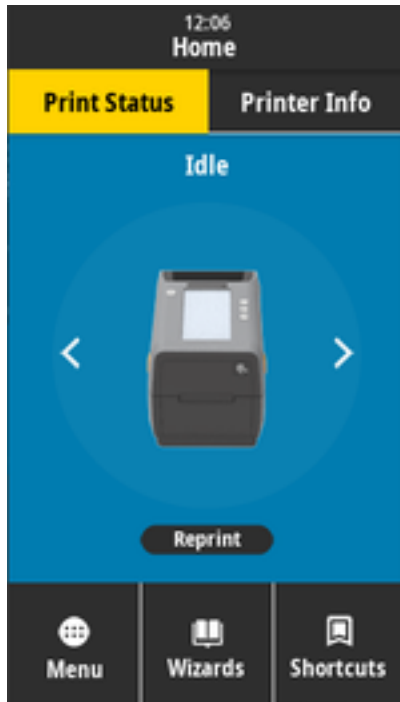 12:06
Home
Print Status
Printer Info
Idle
Reprint
Menu
Wizards
Shortcuts